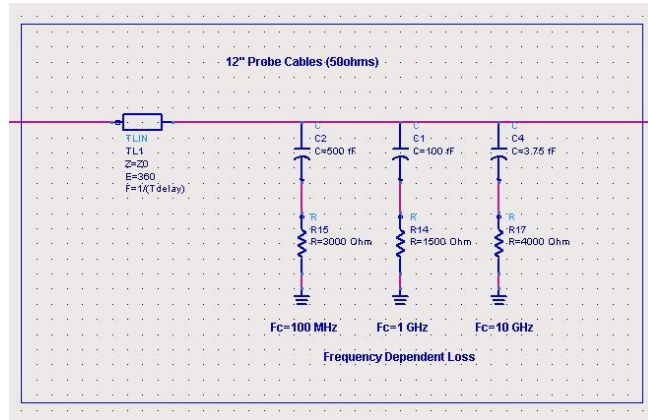 12" Probe Cables (50ohms)
TLIN
TL1
Z=Z0
E=360
F=1/(Tdelay)
C
C2
C=500 fF
C
C1
C=100 fF
C
C4
C=3.75 fF
R
R15
R=3000 Ohm
R
R14
R=1500 Ohm
R
R17
R=4000 Ohm
Fc=100 MHz
Fc=1 GHz
Fc=10 GHz
Frequency Dependent Loss